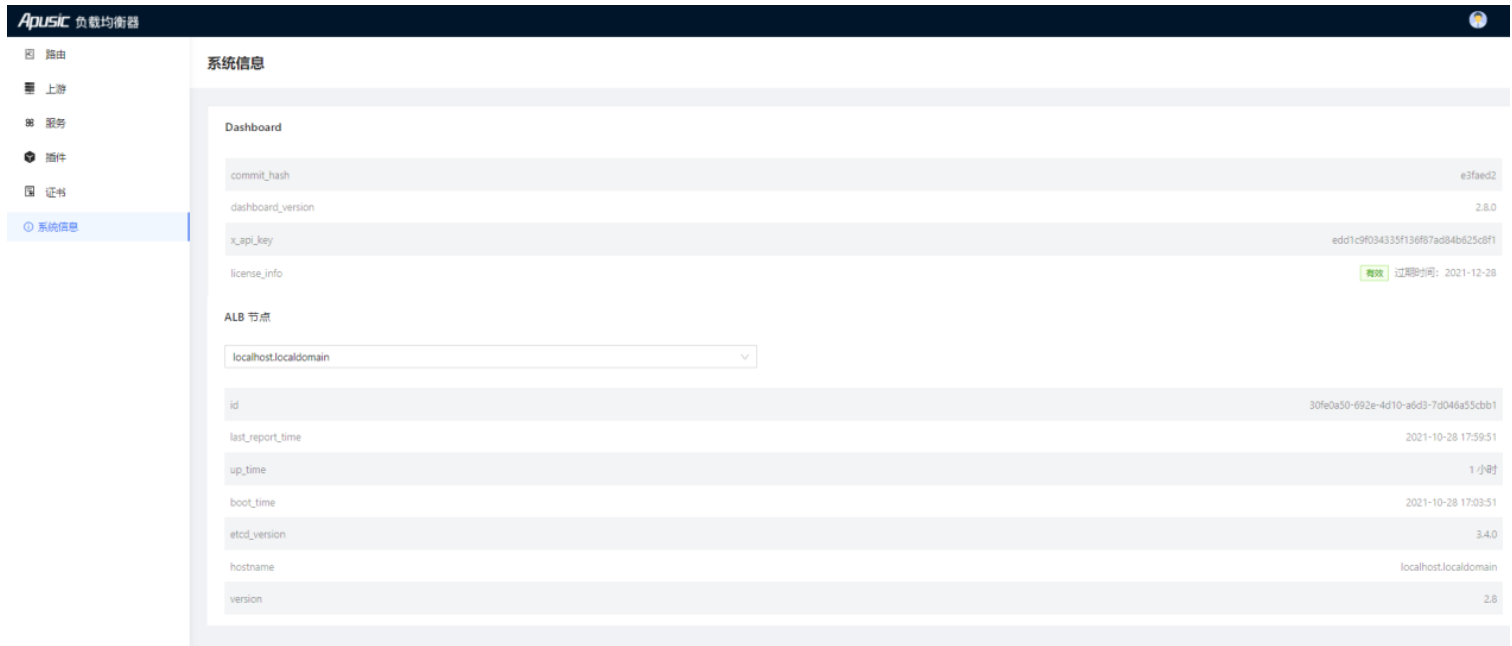 Apusic 负载均衡器
路由
上游
服务
插件
证书
系统信息
系统信息
Dashboard
commit_hash e3faed2
dashboard_version 2.8.0
x_api_key edd1c9f034335f136f87ad84b625c8f1
license_info 有效 过期时间: 2021-12-28
ALB 节点
localhost.localdomain
id 30fe0a50-692e-4d10-a6d3-7d046a55cbb1
last_report_time 2021-10-28 17:59:51
up_time 1 小时
boot_time 2021-10-28 17:03:51
etcd_version 3.4.0
hostname localhost.localdomain
version 2.8